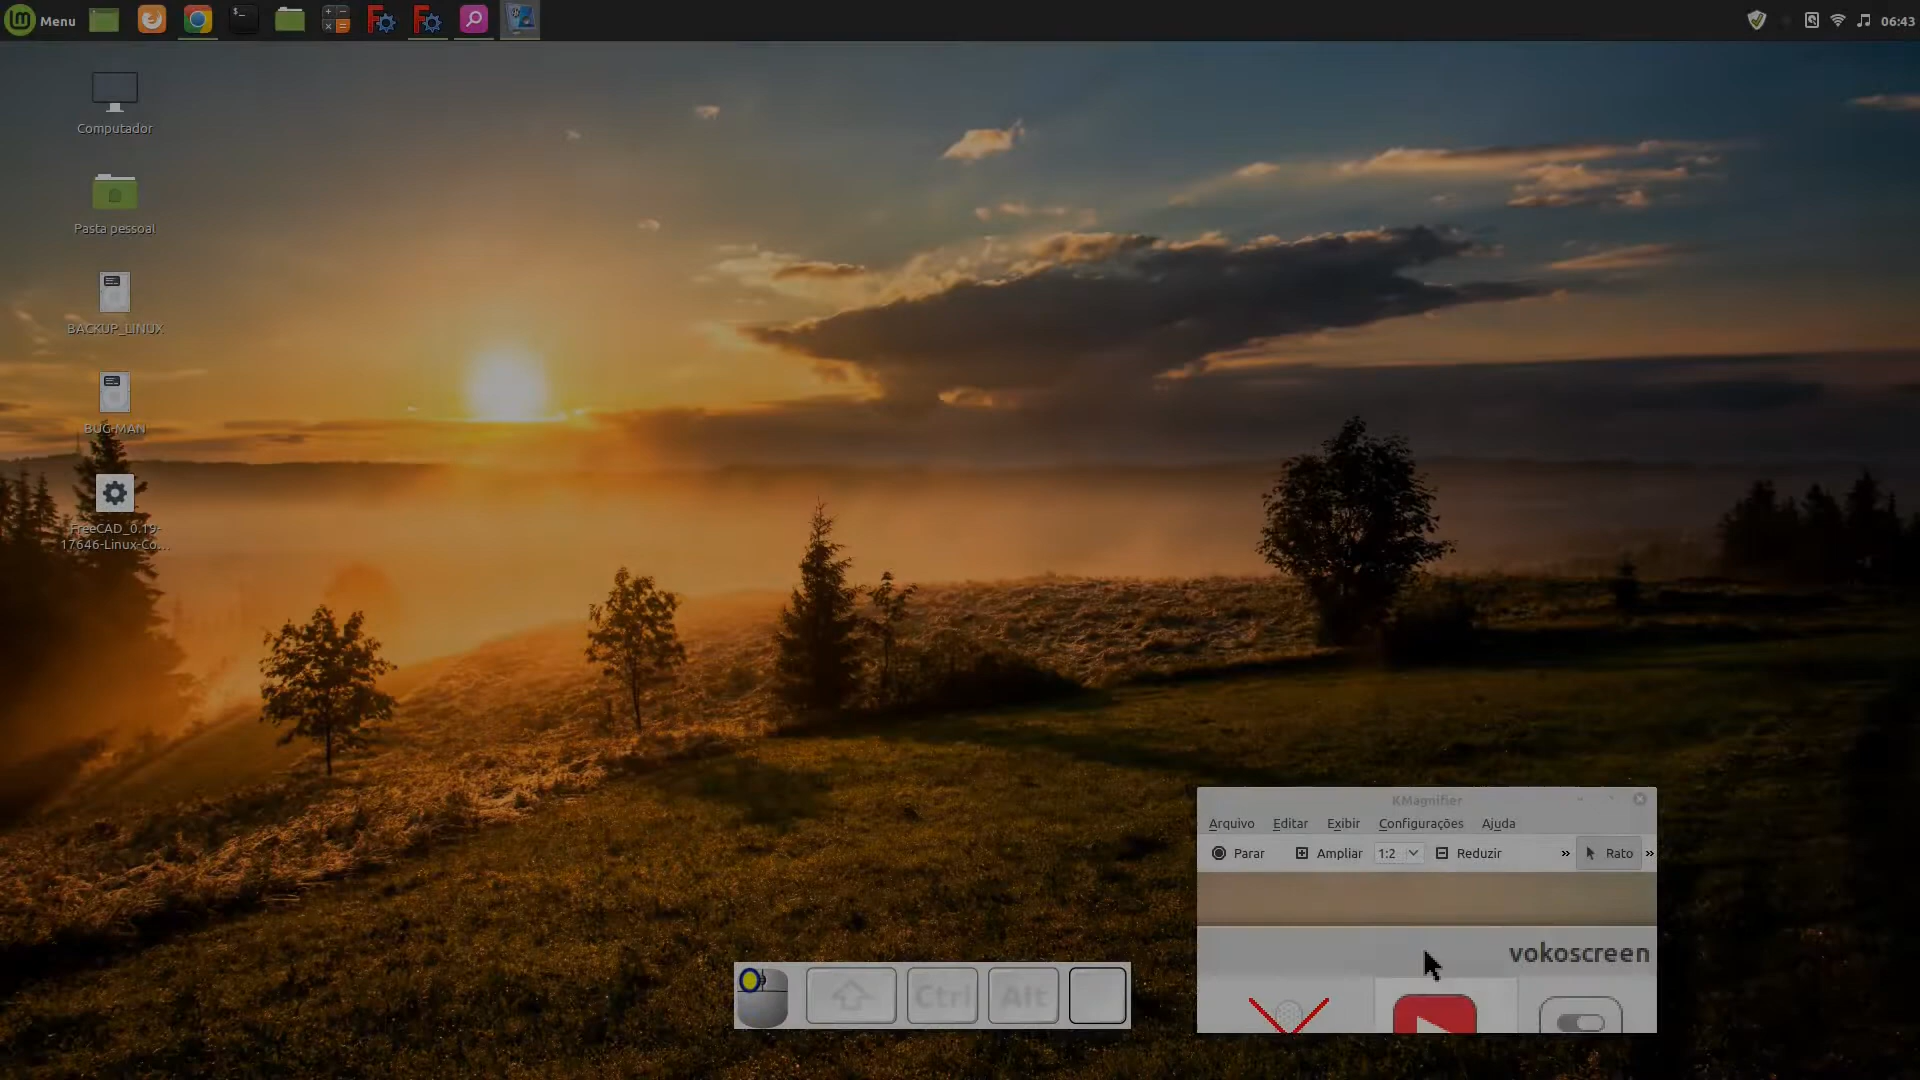 Menu
06:43
Computador
Pasta pessoal
BACKUP_LINUX
BUG-MAN
FreeCAD_0.19-
17646-Linux-Co...
KMagnifier
Arquivo Editar Exibir Configurações Ajuda
Parar Ampliar 1:2 Reduzir » Rato »
vokoscreen
Ctrl Alt